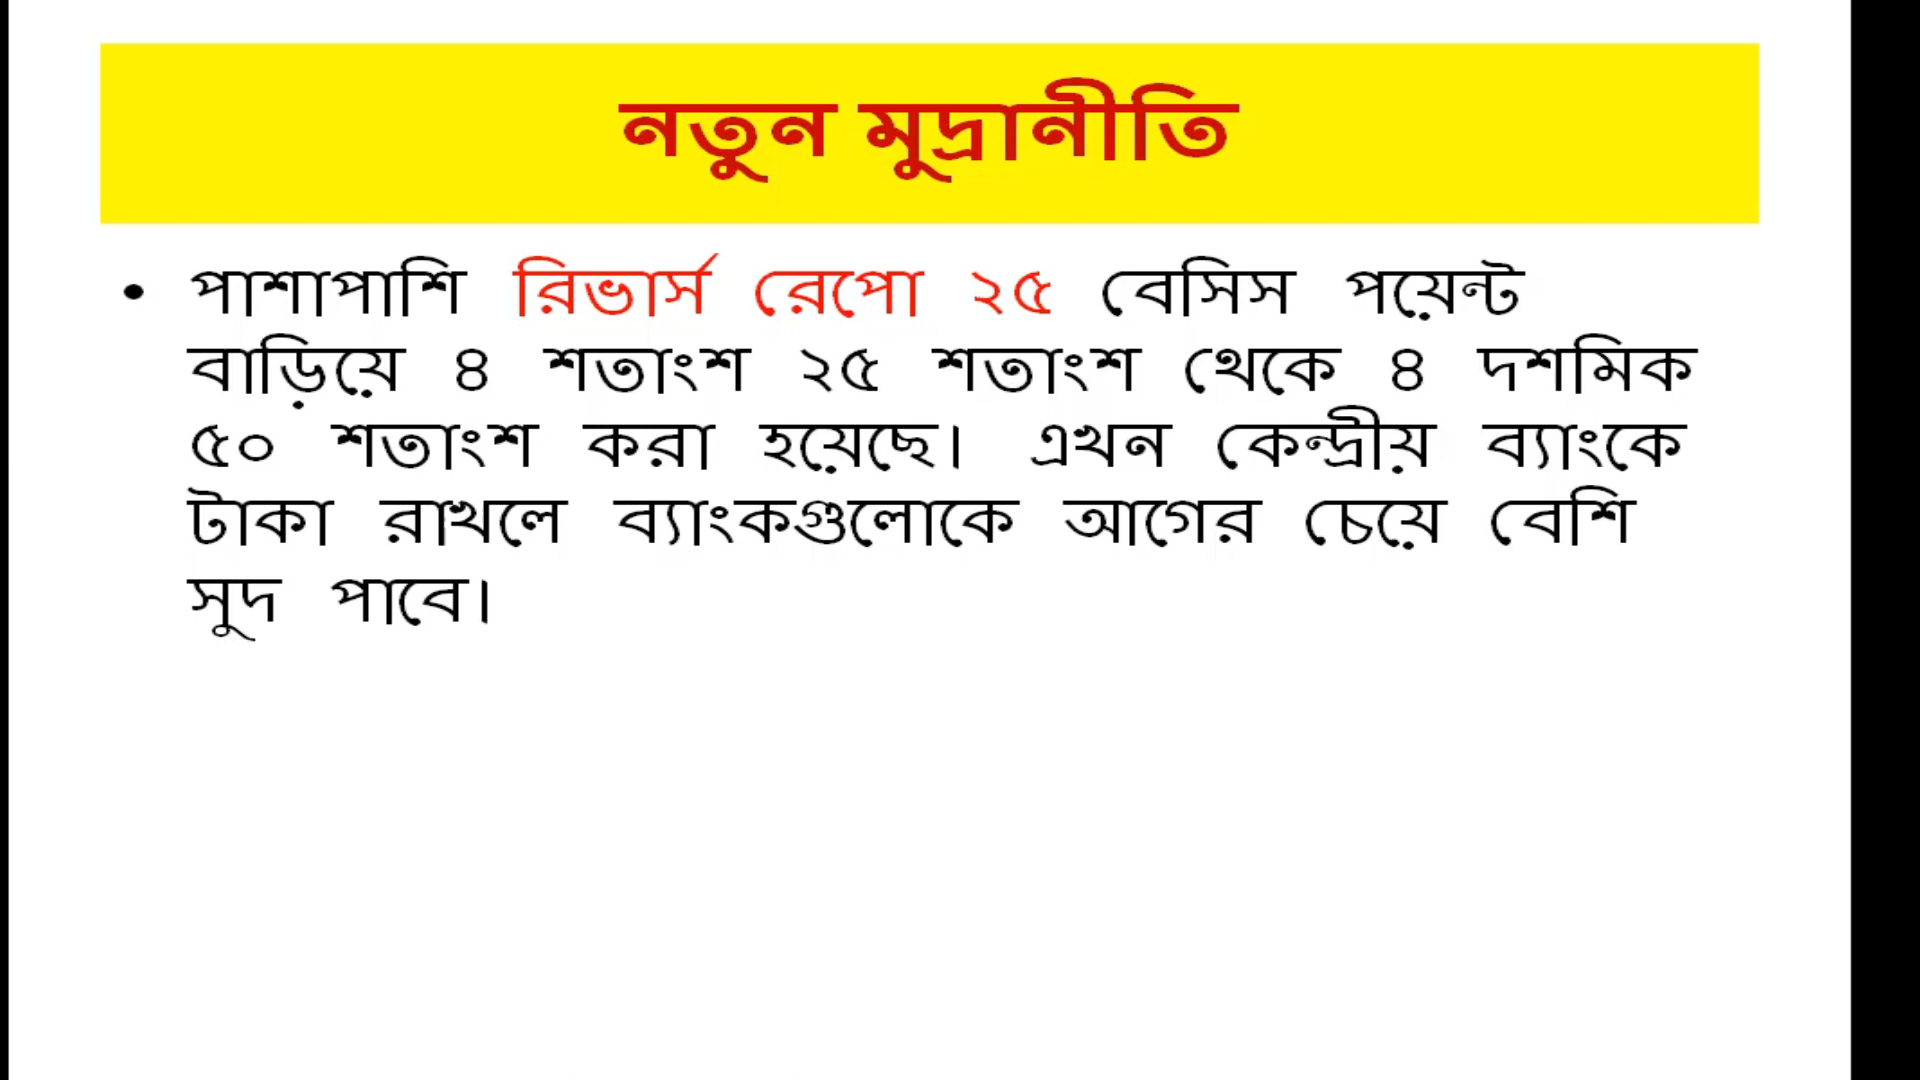 নতুন মুদ্রানীতি
• পাশাপাশি রিভার্স রেপো ২৫ বেসিস পয়েন্ট
বাড়িয়ে ৪ শতাংশ ২৫ শতাংশ থেকে ৪ দশমিক
৫০ শতাংশ করা হয়েছে। এখন কেন্দ্রীয় ব্যাংকে
টাকা রাখলে ব্যাংকগুলোকে আগের চেয়ে বেশি
সুদ পাবে।